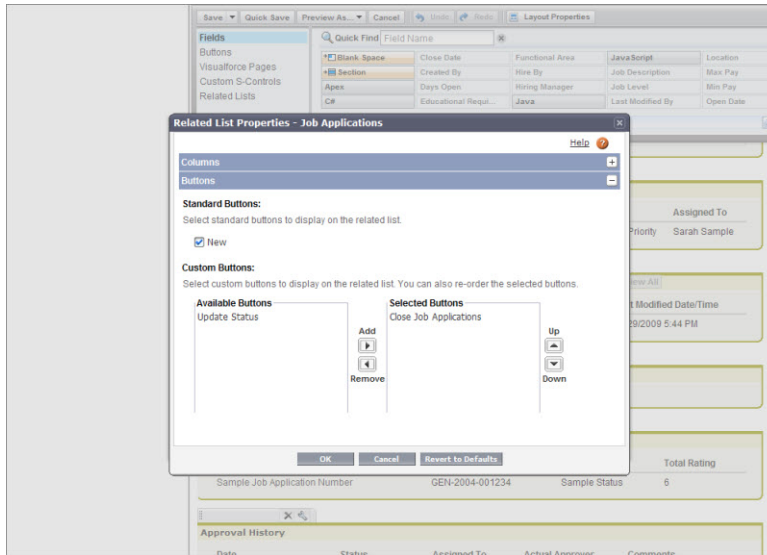 Save Quick Save Preview As... Cancel Undo Redo Layout Properties
Fields
Buttons
Visualforce Pages
Custom S-Controls
Related Lists
Quick Find Field Name
*Blank Space Close Date Functional Area JavaScript Location
*Section Created By Hire By Job Description Max Pay
Apex Days Open Hiring Manager Job Level Min Pay
C# Educational Requi... Java Last Modified By Open Date
Related List Properties - Job Applications
Help ?
Columns
Buttons
Standard Buttons:
Select standard buttons to display on the related list.
New
Custom Buttons:
Select custom buttons to display on the related list. You can also re-order the selected buttons.
Available Buttons
Update Status
Add
Remove
Selected Buttons
Close Job Applications
Up
Down
OK Cancel Revert to Defaults
Assigned To
Priority Sarah Sample
View All
t Modified Date/Time
29/2009 5:44 PM
Total Rating
Sample Job Application Number GEN-2004-001234 Sample Status 6
Approval History
Date Status Assigned To Actual Approver Comments